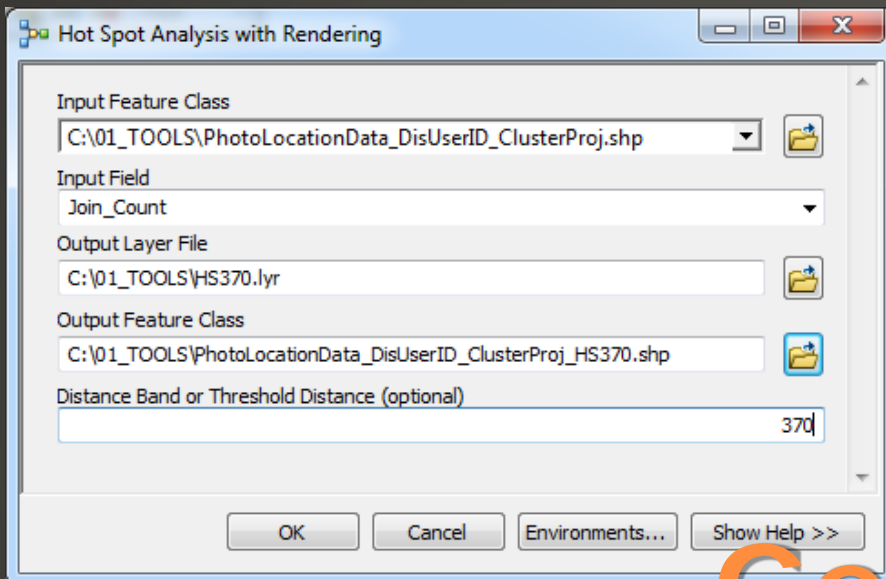 Hot Spot Analysis with Rendering
Input Feature Class
C:\01_TOOLS\PhotoLocationData_DisUserID_ClusterProj.shp
Input Field
Join_Count
Output Layer File
C:\01_TOOLS\HS370.lyr
Output Feature Class
C:\01_TOOLS\PhotoLocationData_DisUserID_ClusterProj_HS370.shp
Distance Band or Threshold Distance (optional)
370
OK Cancel Environments... Show Help >>